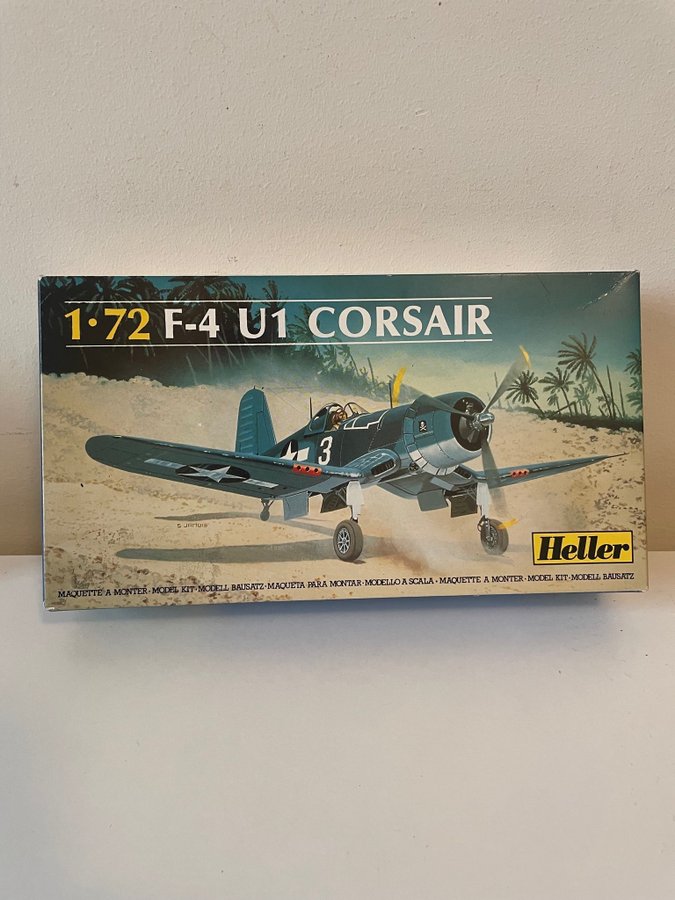 1·72 F-4 U1 CORSAIR
3
Heller
MAQUETTE A MONTER·MODEL KIT·MODELL BAUSATZ·MAQUETA PARA MONTAR·MODELLO A SCALA·MAQUETTE A MONTER·MODEL KIT·MODELL BAUSATZ